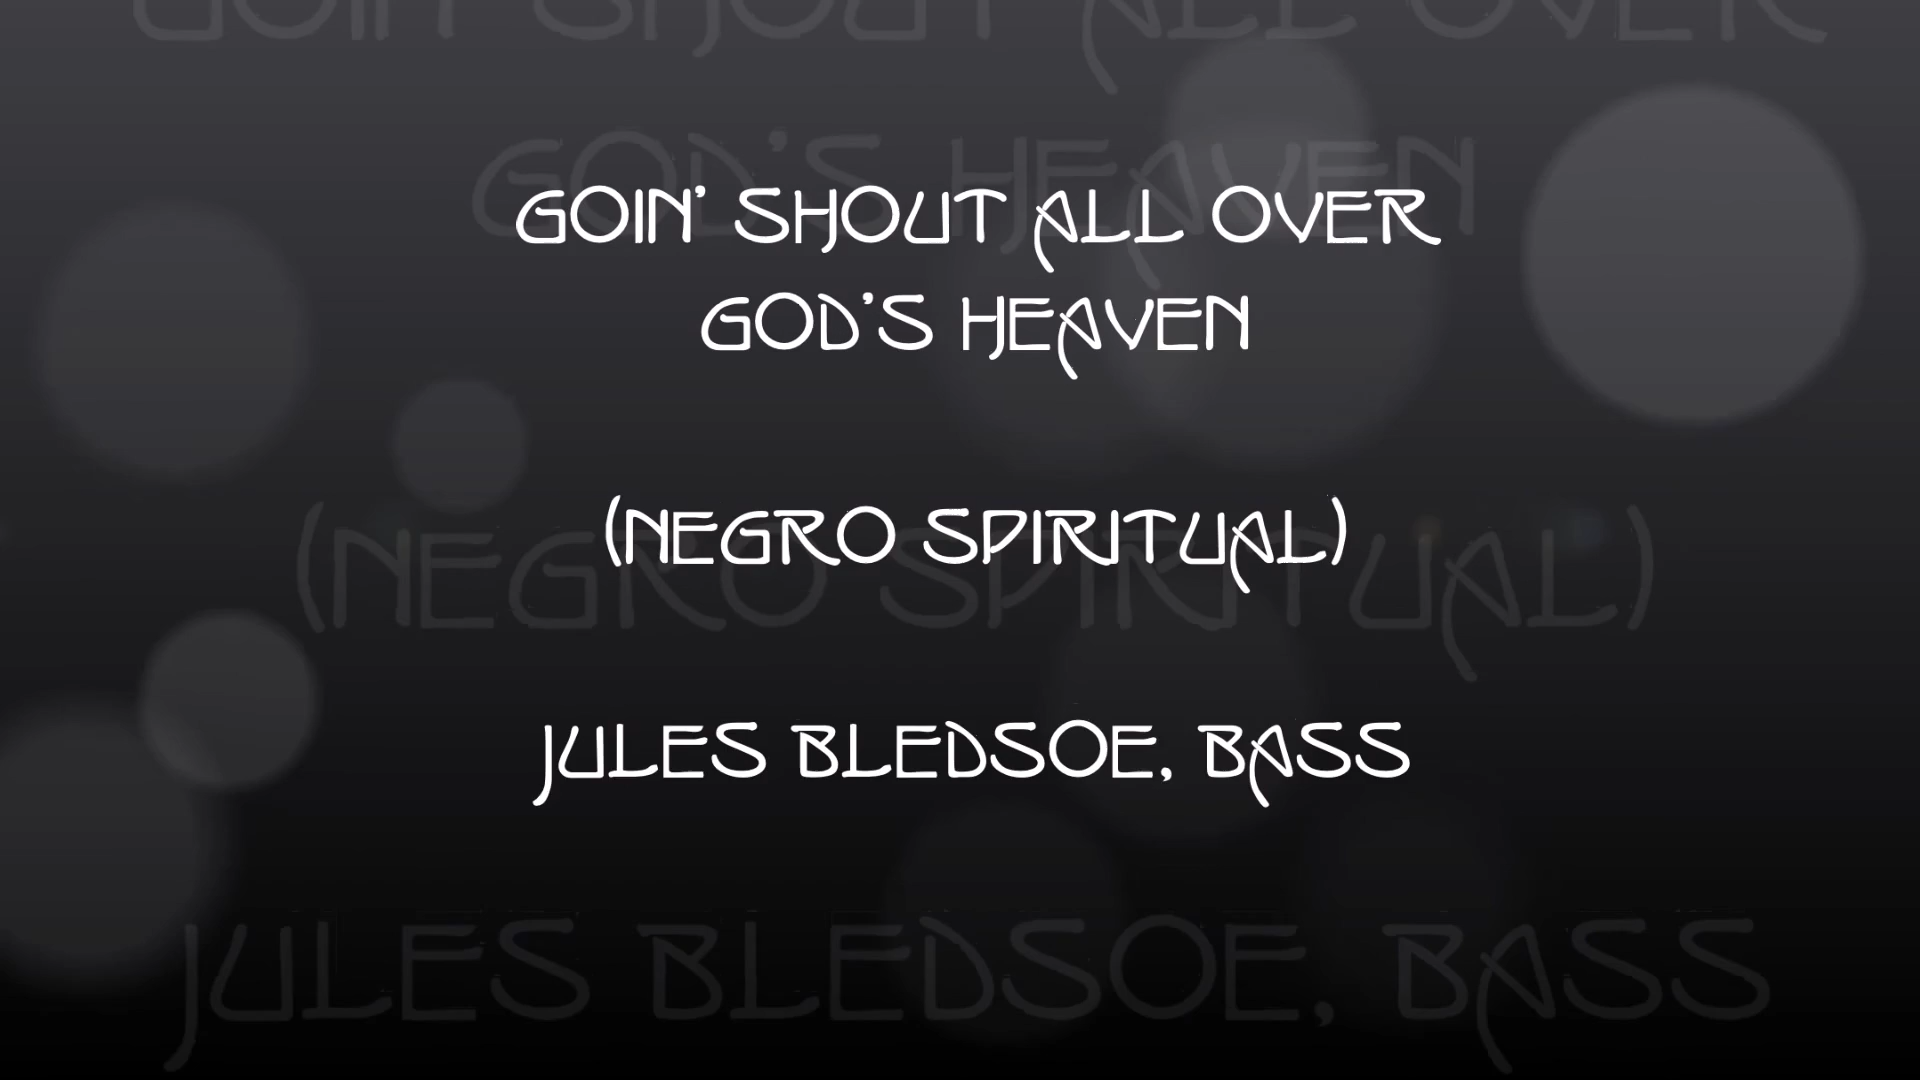 GOIN' SHOUT ALL OVER
GOD'S HEAVEN
(NEGRO SPIRITUAL)
JULES BLEDSOE, BASS